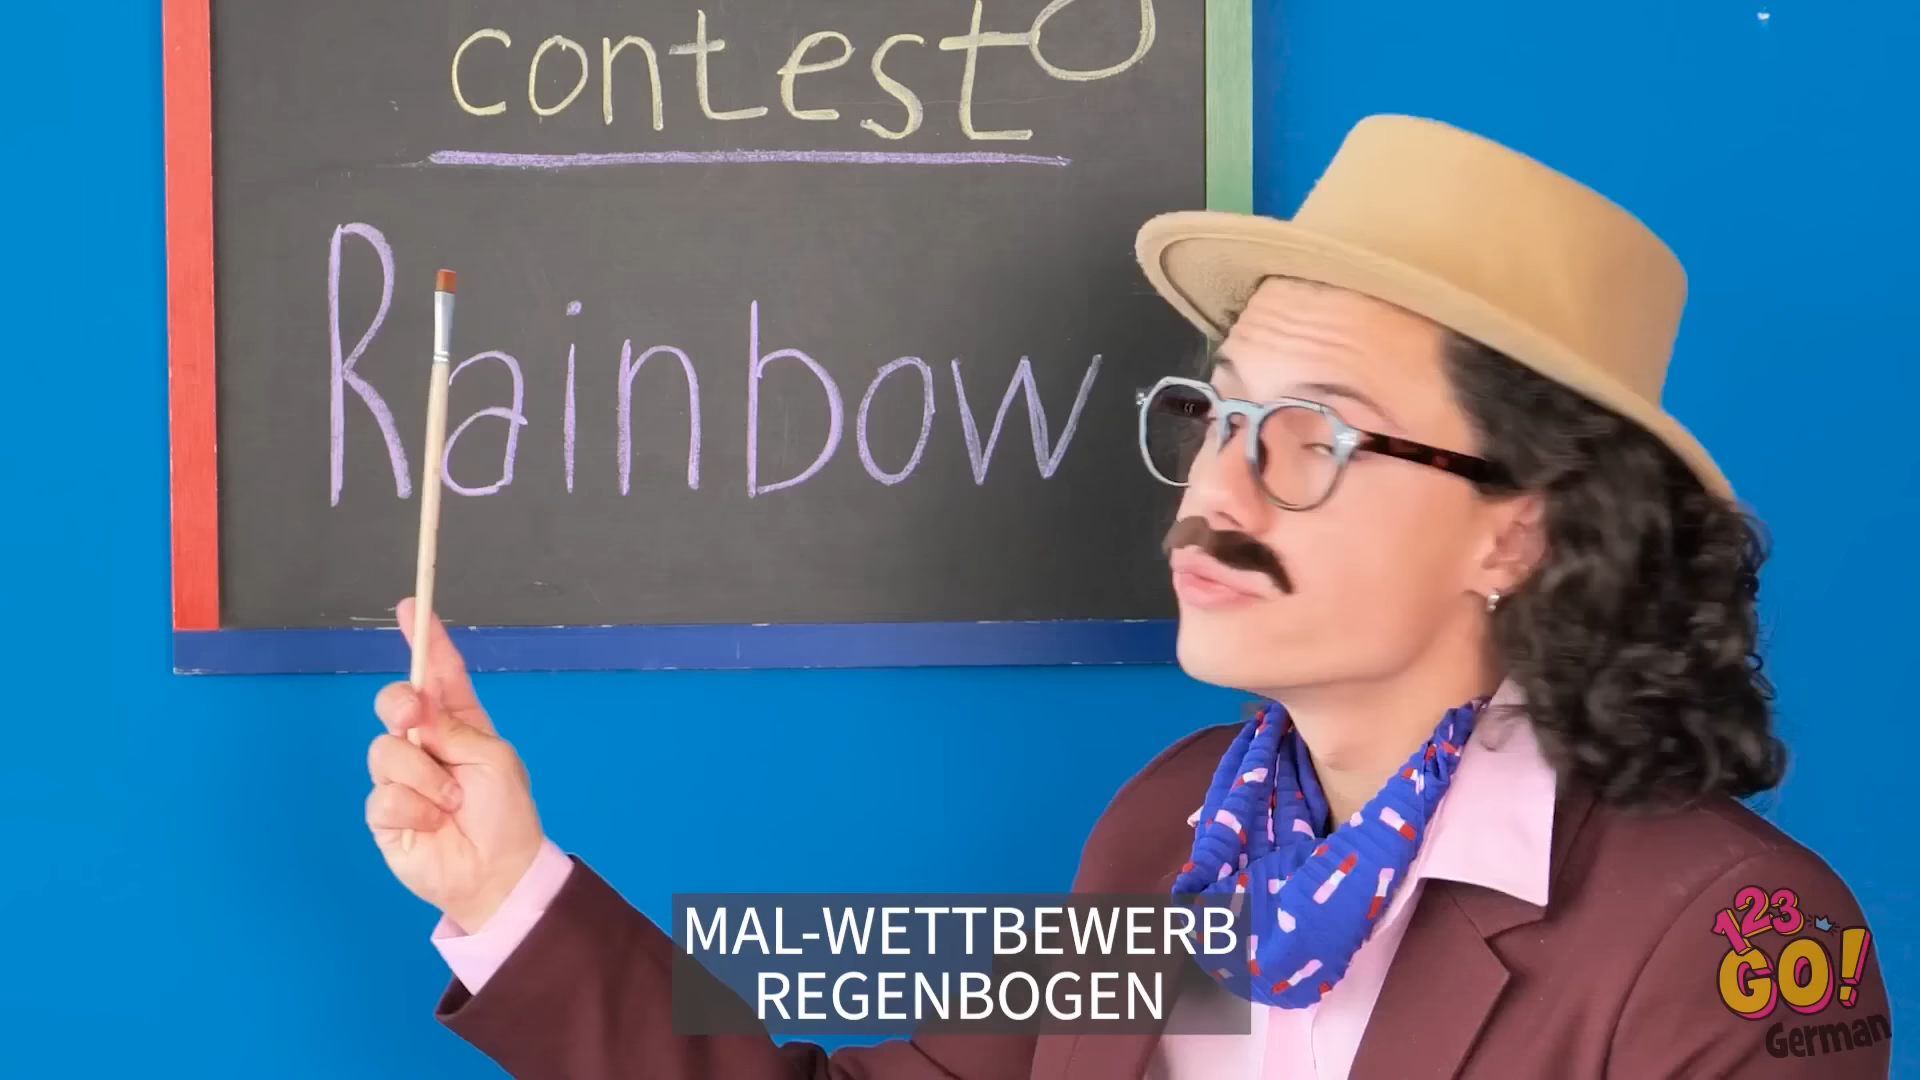 contest
Rainbow
MAL-WETTBEWERB
REGENBOGEN
123
GO!
German